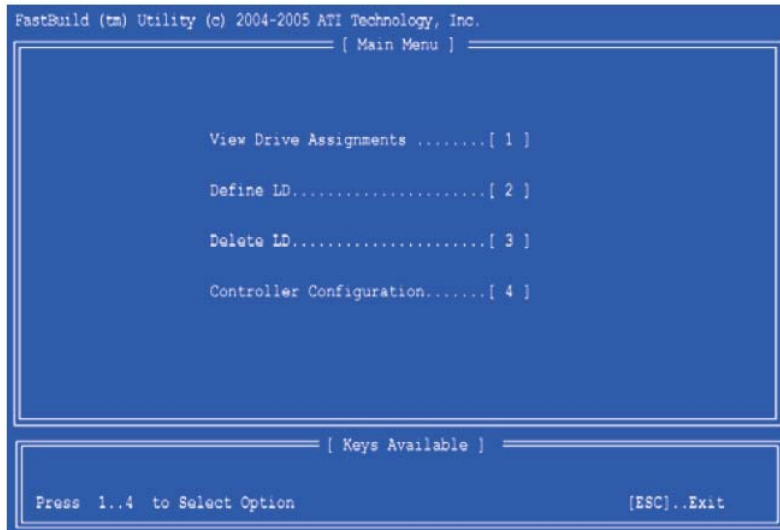 FastBuild (tm) Utility (c) 2004-2005 ATI Technology, Inc.
[ Main Menu ]
View Drive Assignments ........[ 1 ]
Define LD......................[ 2 ]
Delete LD......................[ 3 ]
Controller Configuration.......[ 4 ]
[ Keys Available ]
Press 1..4 to Select Option [ESC]..Exit